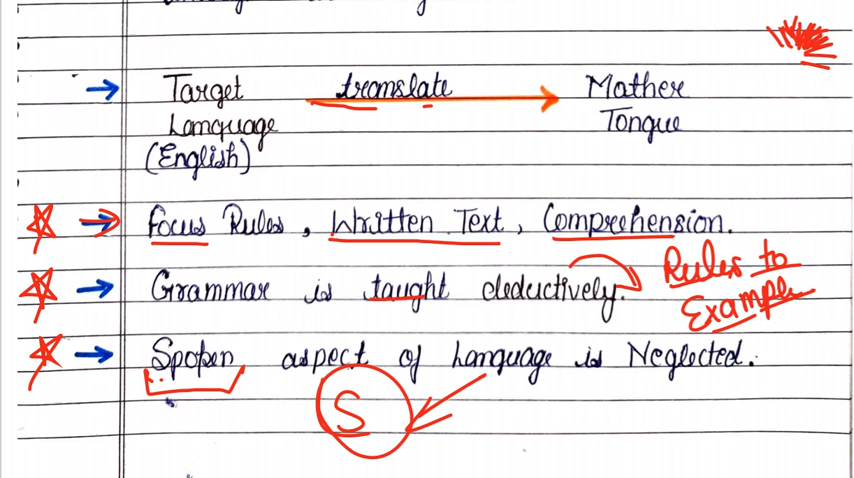 Target translate Mother
Language Tongue
(English)
Focus Rules, Written Text, Comprehension.
Grammar is taught deductively. Rules to
Example
Spoken aspect of Language is Neglected.
S